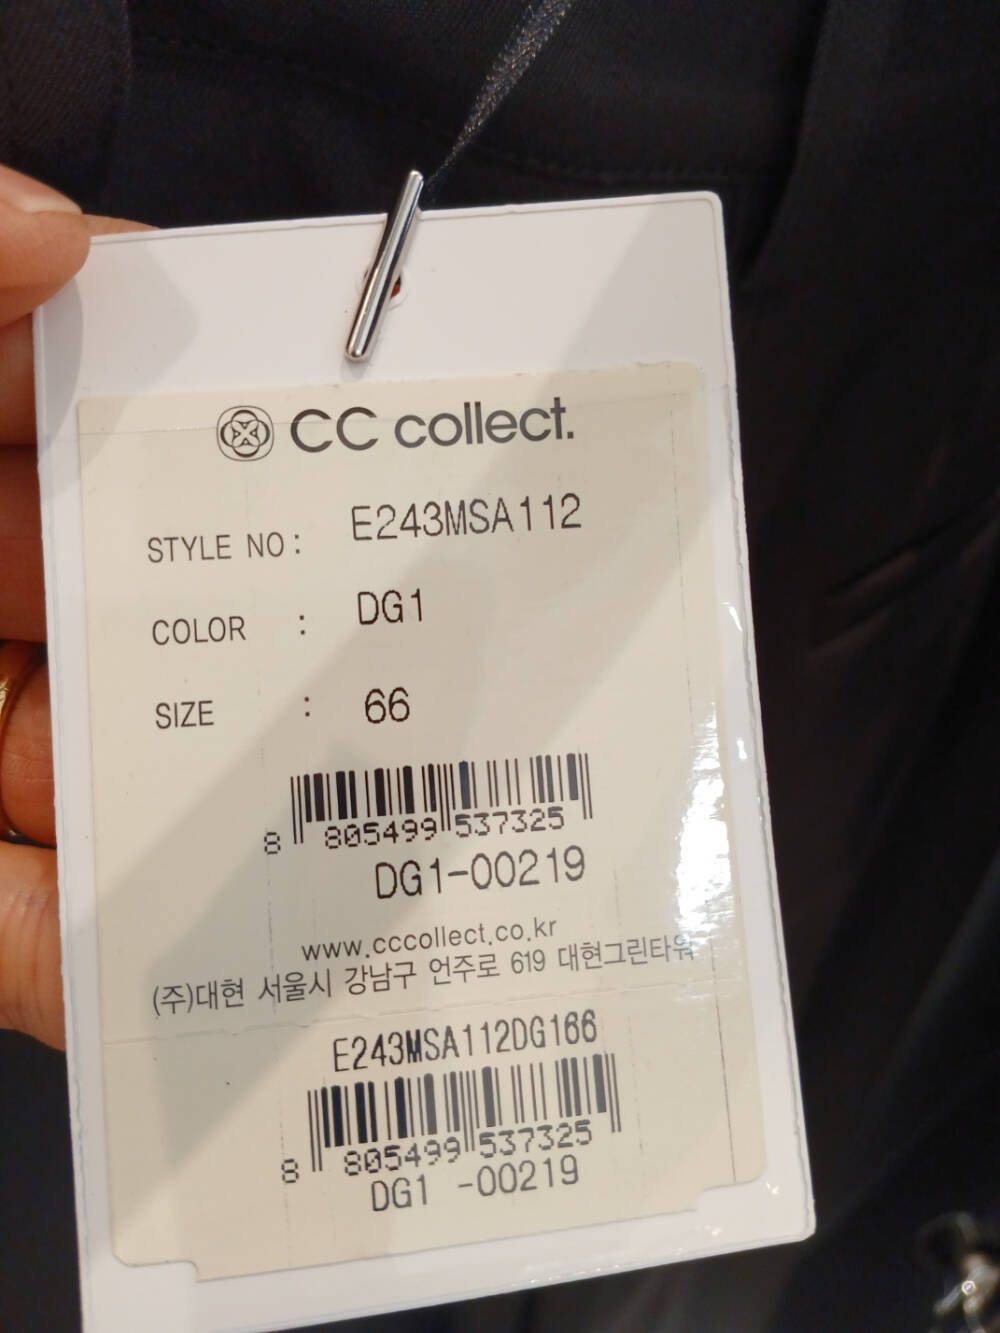 CC collect.
STYLE NO: E243MSA112
COLOR : DG1
SIZE : 66
8 805499 537325
DG1-00219
www.cccollect.co.kr
(주)대현 서울시 강남구 언주로 619 대현그린타워
E243MSA112DG166
8 805499 537325
DG1 -00219